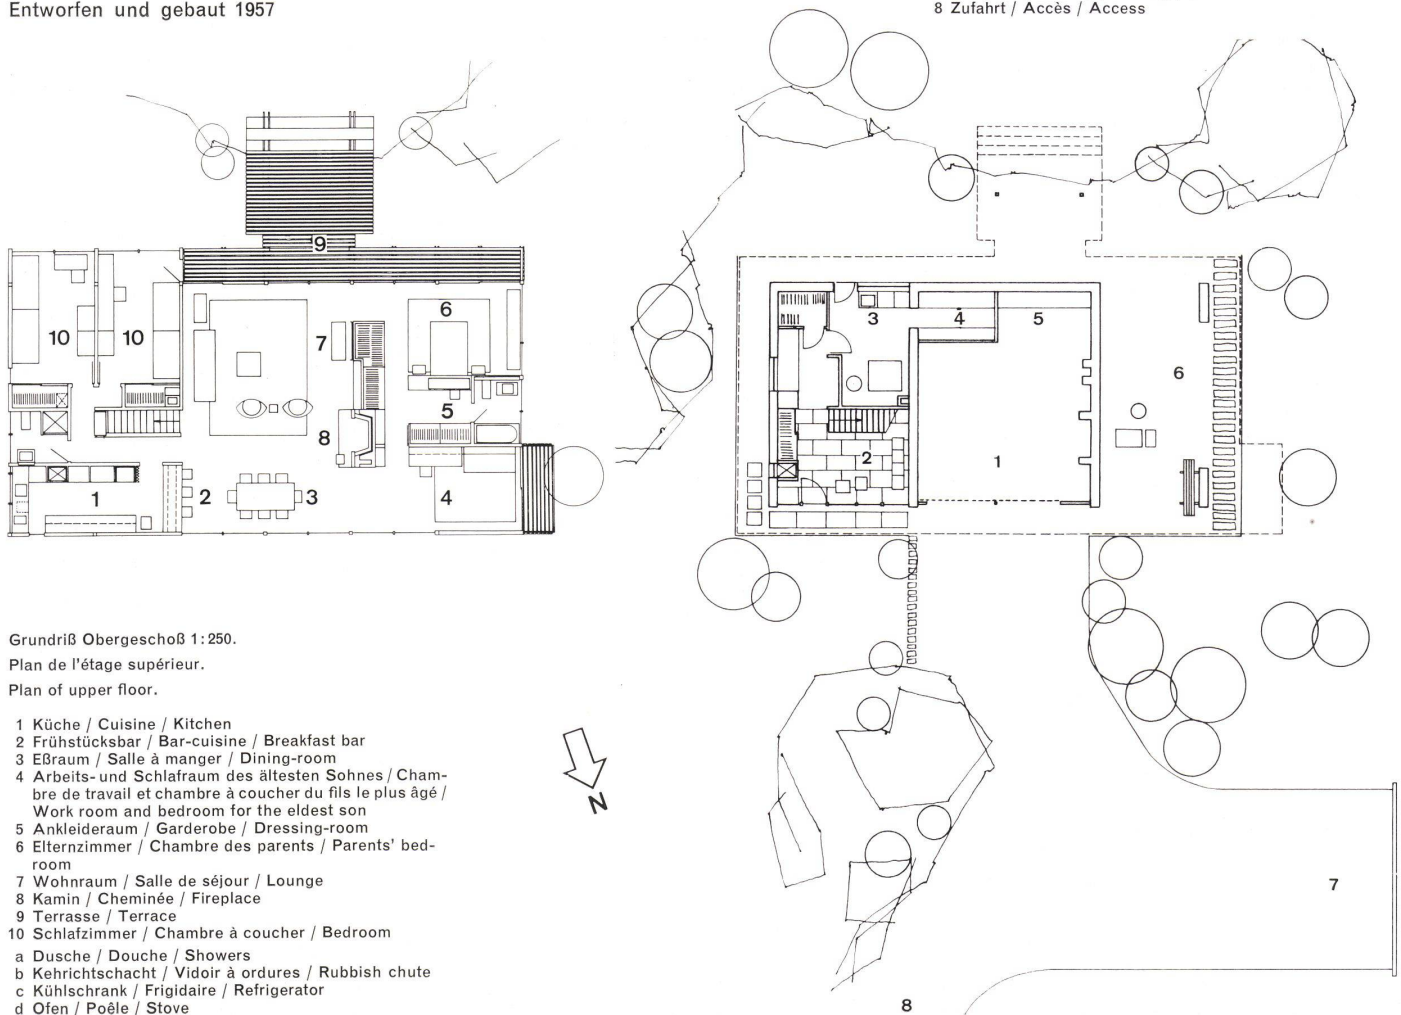 Entworfen und gebaut 1957
8 Zufahrt / Accès / Access
9
10
10
6
7
5
8
1
2
3
4
3
4
5
6
2
1
7
8
Grundriß Obergeschoß 1:250.
Plan de l'étage supérieur.
Plan of upper floor.
1 Küche / Cuisine / Kitchen
2 Frühstücksbar / Bar-cuisine / Breakfast bar
3 Eßraum / Salle à manger / Dining-room
4 Arbeits- und Schlafraum des ältesten Sohnes / Cham-
bre de travail et chambre à coucher du fils le plus âgé /
Work room and bedroom for the eldest son
5 Ankleideraum / Garderobe / Dressing-room
6 Elternzimmer / Chambre des parents / Parents' bed-
room
7 Wohnraum / Salle de séjour / Lounge
8 Kamin / Cheminée / Fireplace
9 Terrasse / Terrace
10 Schlafzimmer / Chambre à coucher / Bedroom
a Dusche / Douche / Showers
b Kehrichtschacht / Vidoir à ordures / Rubbish chute
c Kühlschrank / Frigidaire / Refrigerator
d Ofen / Poêle / Stove
N